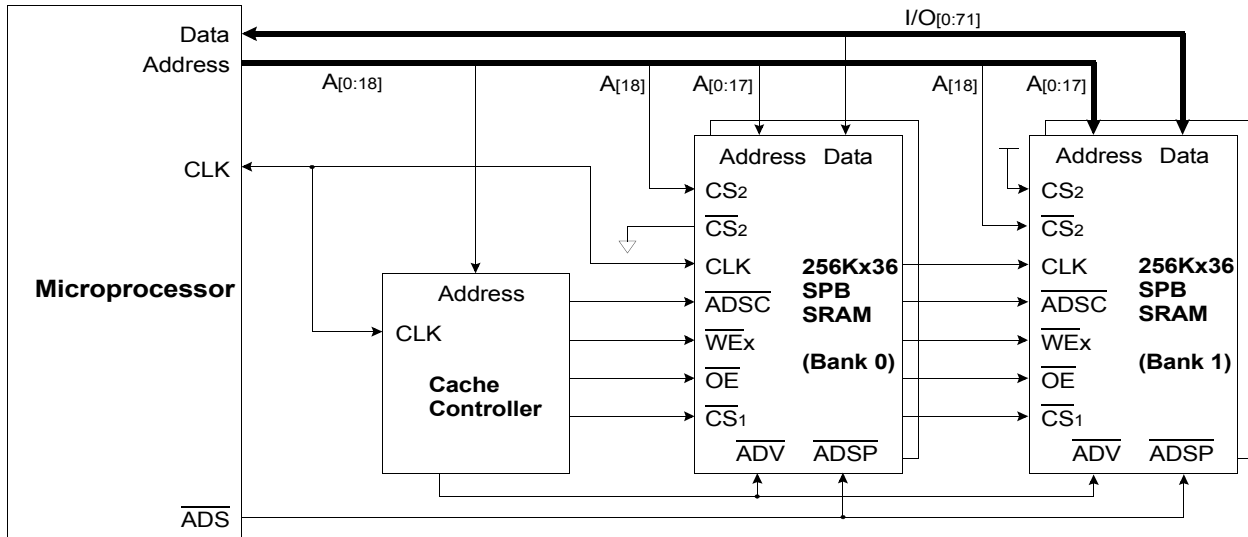 I/O[0:71]
Data
Address
A[0:18]
A[18]
A[0:17]
A[18]
A[0:17]
CLK
Microprocessor
ADS
Address
CLK
Cache
Controller
Address Data
CS2
CS2
CLK
ADSC
WEx
OE
CS1
ADV ADSP
256Kx36
SPB
SRAM
(Bank 0)
Address Data
CS2
CS2
CLK
ADSC
WEx
OE
CS1
ADV ADSP
256Kx36
SPB
SRAM
(Bank 1)